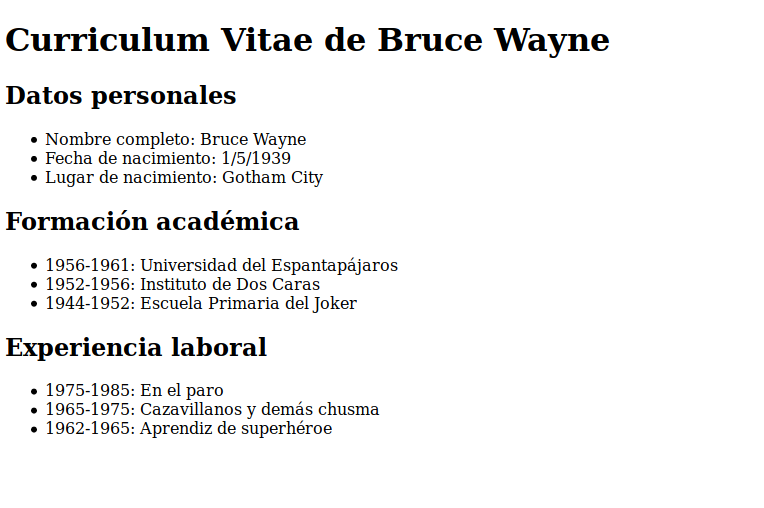 Curriculum Vitae de Bruce Wayne
Datos personales
Nombre completo: Bruce Wayne
Fecha de nacimiento: 1/5/1939
Lugar de nacimiento: Gotham City
Formación académica
1956-1961: Universidad del Espantapájaros
1952-1956: Instituto de Dos Caras
1944-1952: Escuela Primaria del Joker
Experiencia laboral
1975-1985: En el paro
1965-1975: Cazavillanos y demás chusma
1962-1965: Aprendiz de superhéroe